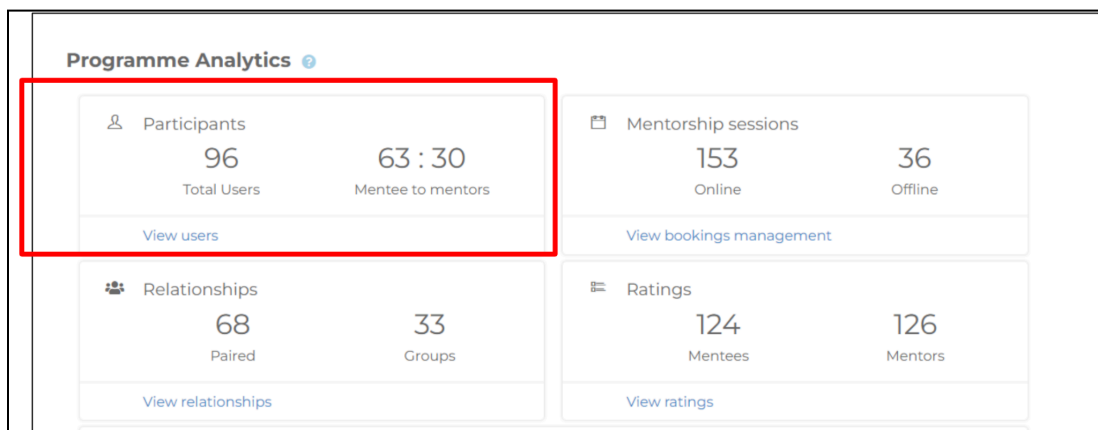 Programme Analytics ?
Participants
96 63 : 30
Total Users Mentee to mentors
View users
Mentorship sessions
153 36
Online Offline
View bookings management
Relationships
68 33
Paired Groups
View relationships
Ratings
124 126
Mentees Mentors
View ratings